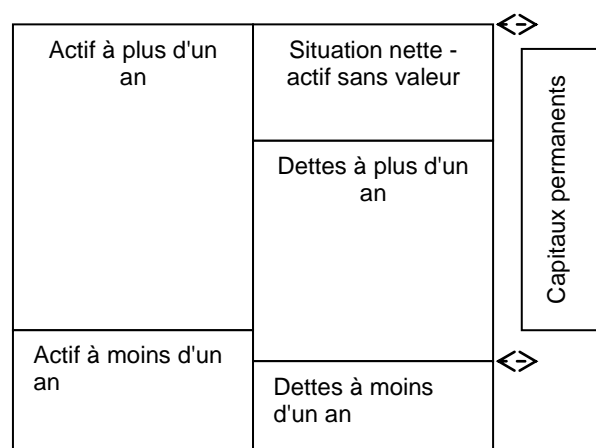 Actif à plus d'un
an
Situation nette -
actif sans valeur
Dettes à plus d'un
an
Capitaux permanents
Actif à moins d'un
an
Dettes à moins
d'un an